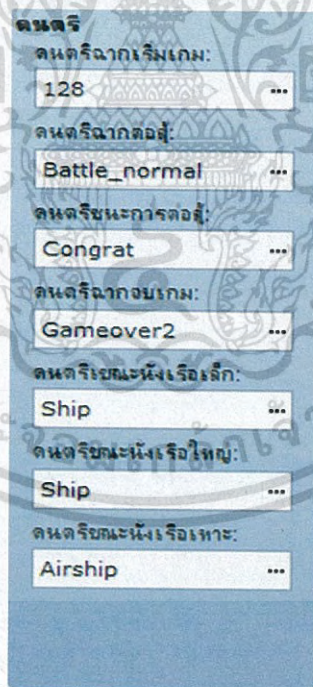 ดนตรี
ดนตรีฉากเริ่มเกม:
128 ...
ดนตรีฉากต่อสู้:
Battle_normal ...
ดนตรีชนะการต่อสู้:
Congrat ...
ดนตรีฉากจบเกม:
Gameover2 ...
ดนตรีขณะนั่งเรือเล็ก:
Ship ...
ดนตรีขณะนั่งเรือใหญ่:
Ship ...
ดนตรีขณะนั่งเรือเหาะ:
Airship ...